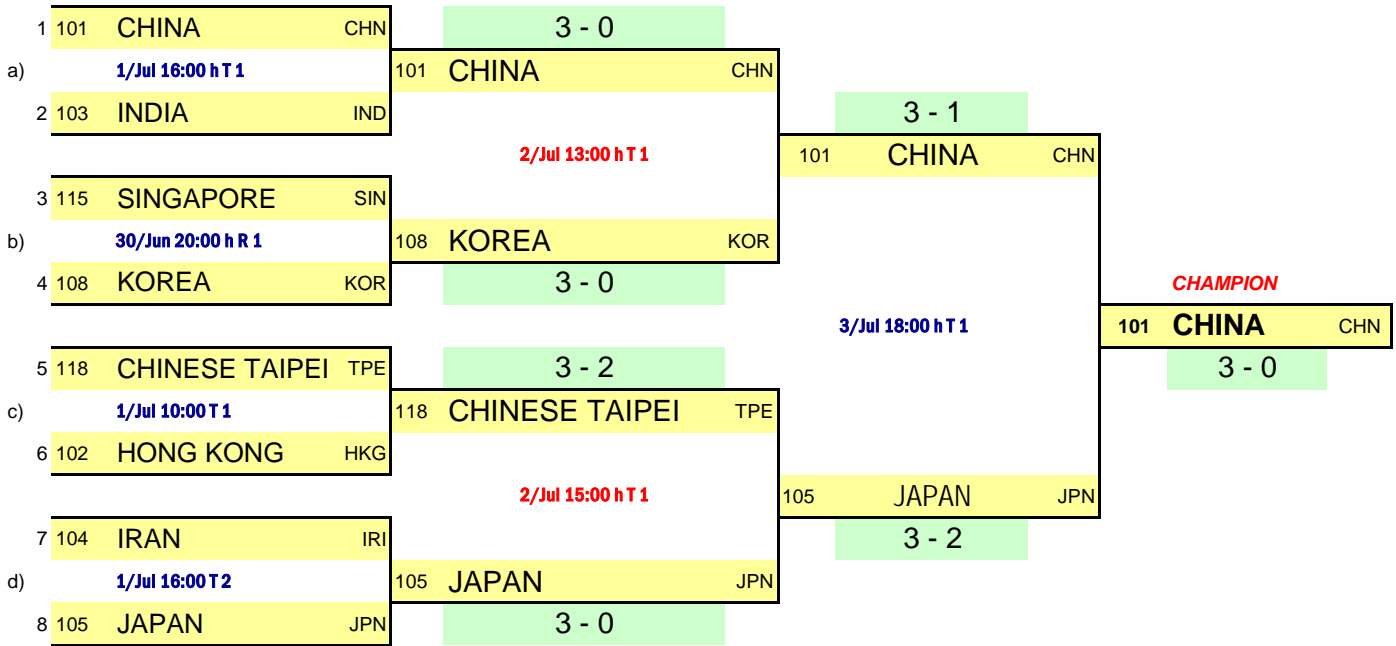 1 101 CHINA CHN
3 - 0
a) 1/Jul 16:00 h T 1
101 CHINA CHN
2 103 INDIA IND
3 - 1
2/Jul 13:00 h T 1
101 CHINA CHN
3 115 SINGAPORE SIN
b) 30/Jun 20:00 h R 1
108 KOREA KOR
4 108 KOREA KOR
3 - 0
CHAMPION
3/Jul 18:00 h T 1
101 CHINA CHN
5 118 CHINESE TAIPEI TPE
3 - 2
3 - 0
c) 1/Jul 10:00 T 1
118 CHINESE TAIPEI TPE
6 102 HONG KONG HKG
2/Jul 15:00 h T 1
105 JAPAN JPN
7 104 IRAN IRI
3 - 2
d) 1/Jul 16:00 T 2
105 JAPAN JPN
8 105 JAPAN JPN
3 - 0